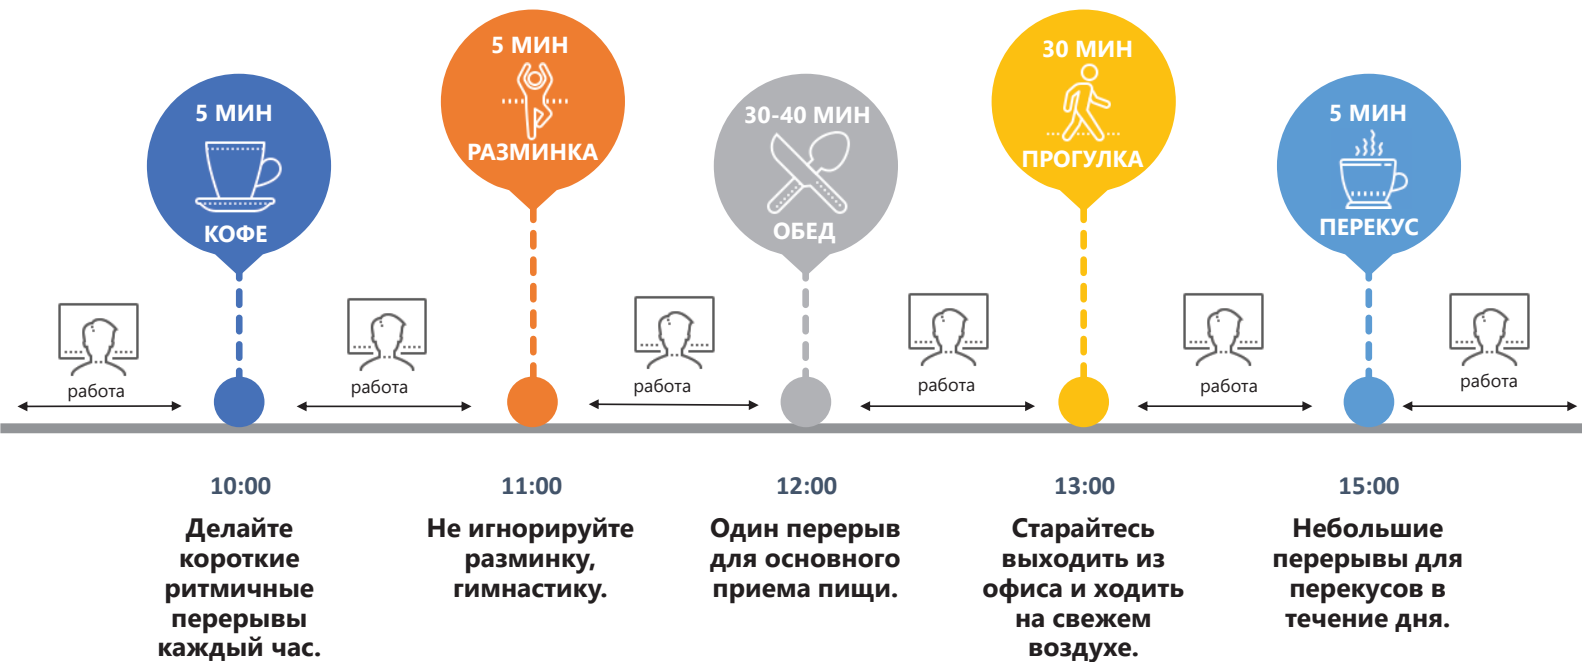 5 МИН
КОФЕ
5 МИН
РАЗМИНКА
30-40 МИН
ОБЕД
30 МИН
ПРОГУЛКА
5 МИН
ПЕРЕКУС
работа
работа
работа
работа
работа
работа
10:00
Делайте
короткие
ритмичные
перерывы
каждый час.
11:00
Не игнорируйте
разминку,
гимнастику.
12:00
Один перерыв
для основного
приема пищи.
13:00
Старайтесь
выходить из
офиса и ходить
на свежем
воздухе.
15:00
Небольшие
перерывы для
перекусов в
течение дня.